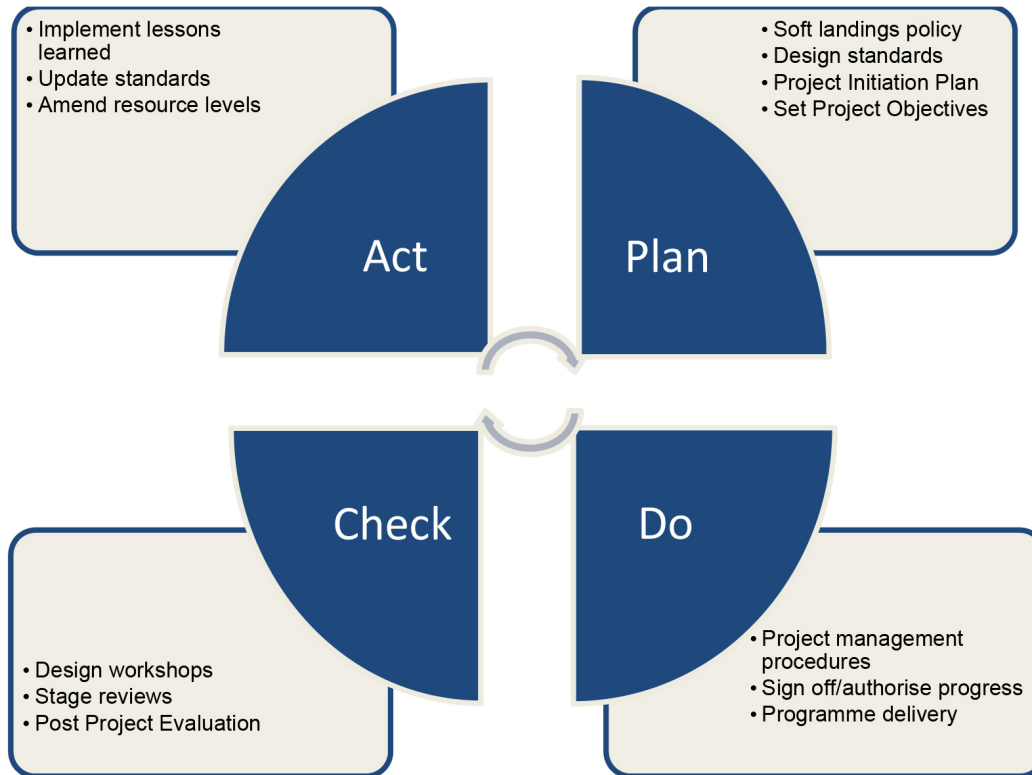 • Implement lessons
learned
• Update standards
• Amend resource levels
• Soft landings policy
• Design standards
• Project Initiation Plan
• Set Project Objectives
Act
Plan
Check
Do
• Design workshops
• Stage reviews
• Post Project Evaluation
• Project management
procedures
• Sign off/authorise progress
• Programme delivery